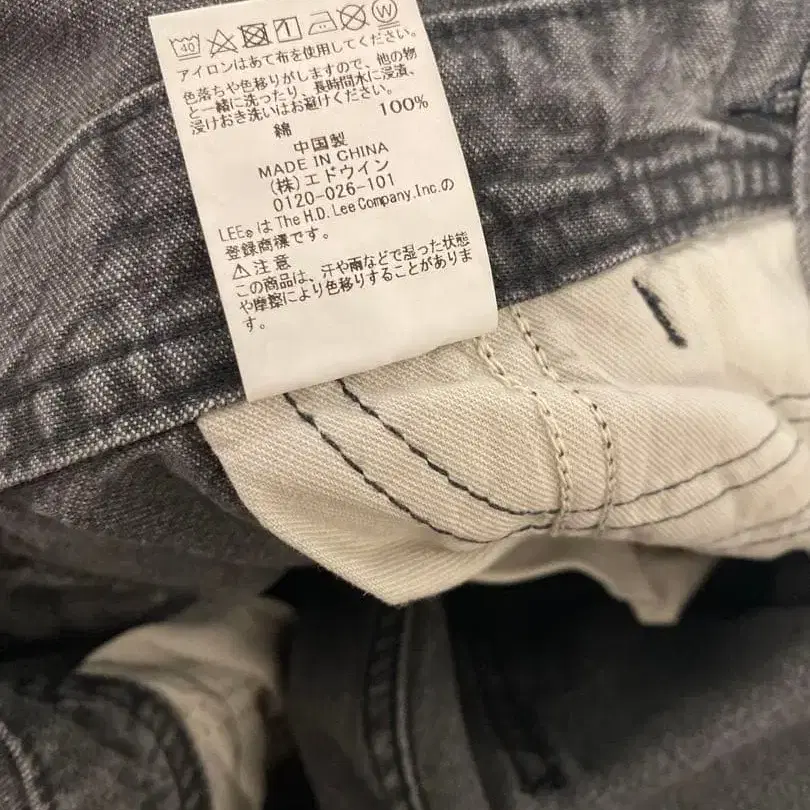 40 1 W
アイロンはあて布を使用してください。
色落ちや色移りがしますので、他の物
と一緒に洗ったり、長時間水に浸漬、
浸けおき洗いはお避けください。
綿 100%
中国製
MADE IN CHINA
(株)エドウイン
0120-026-101
LEE®は The H.D. Lee Company, Inc.の
登録商標です。
⚠注意
この商品は、汗や雨などで湿った状態
や摩擦により色移りすることがありま
す。